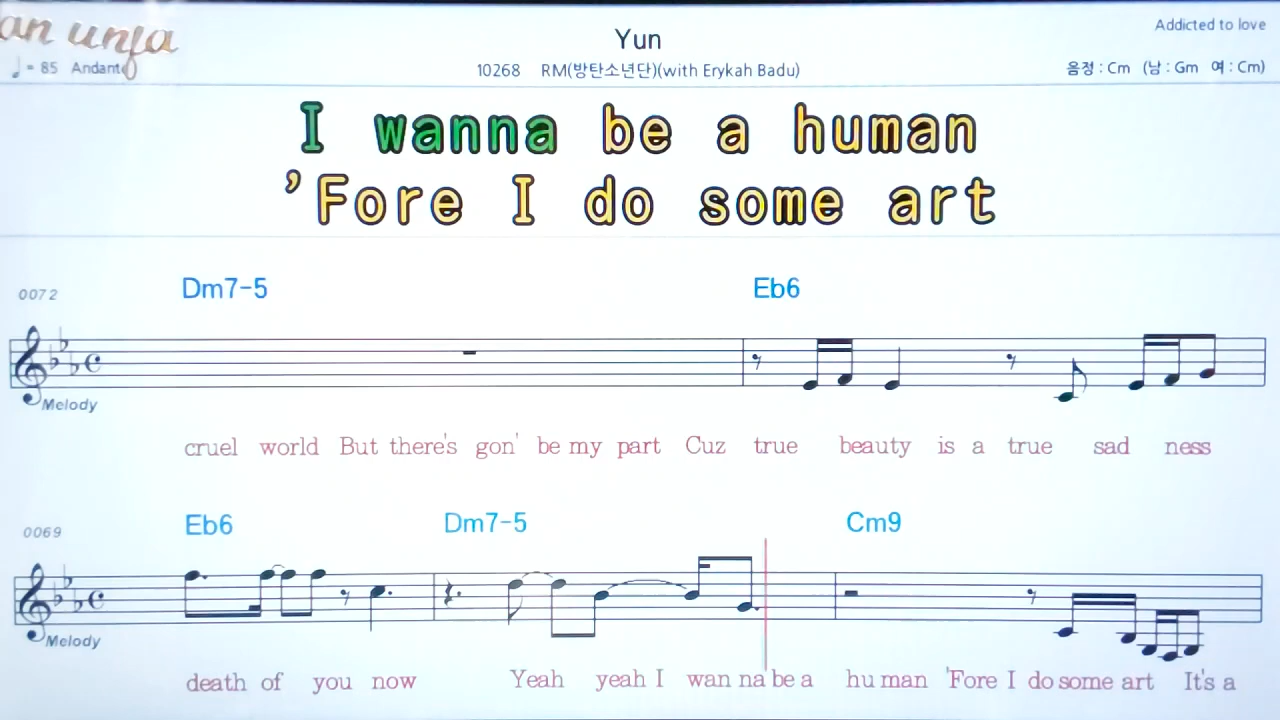 an unja
Yun
Addicted to love
♩ = 85 Andante
10268 RM(방탄소년단)(with Erykah Badu)
음정 : Cm (남 : Gm 여 : Cm)
I wanna be a human
'Fore I do some art
0072 Dm7-5 Eb6
Melody
cruel world But there's gon' be my part Cuz true beauty is a true sad ness
0069 Eb6 Dm7-5 Cm9
Melody
death of you now Yeah yeah I wan na be a hu man 'Fore I do some art It's a